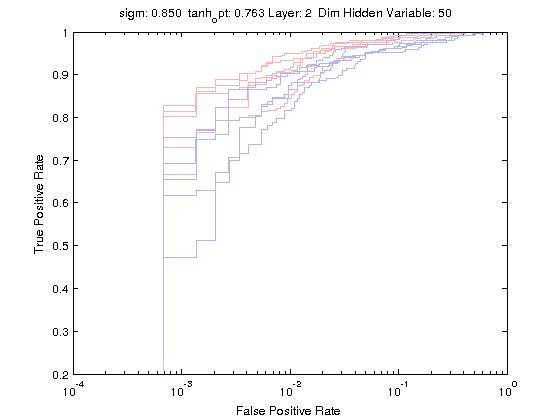 sigm: 0.850 tanh_opt: 0.763 Layer: 2 Dim Hidden Variable: 50
1
0.9
0.8
0.7
0.6
0.5
0.4
0.3
0.2
True Positive Rate
10^-4 10^-3 10^-2 10^-1 10^0
False Positive Rate